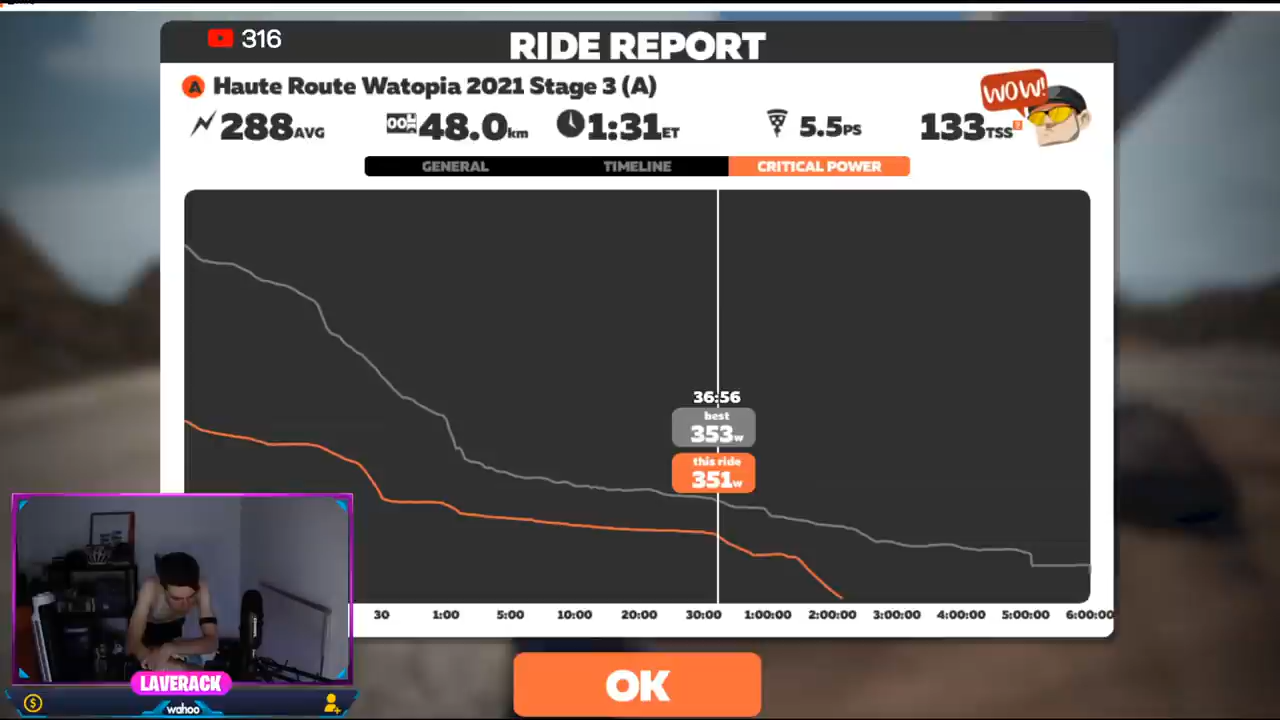 316
RIDE REPORT
A Haute Route Watopia 2021 Stage 3 (A)
WOW!
288AVG 48.0km 1:31ET 5.5PS 133TSS
GENERAL TIMELINE CRITICAL POWER
36:56
best
353w
this ride
351w
30 1:00 5:00 10:00 20:00 30:00 1:00:00 2:00:00 3:00:00 4:00:00 5:00:00 6:00:00
OK
LAVERACK
wahoo